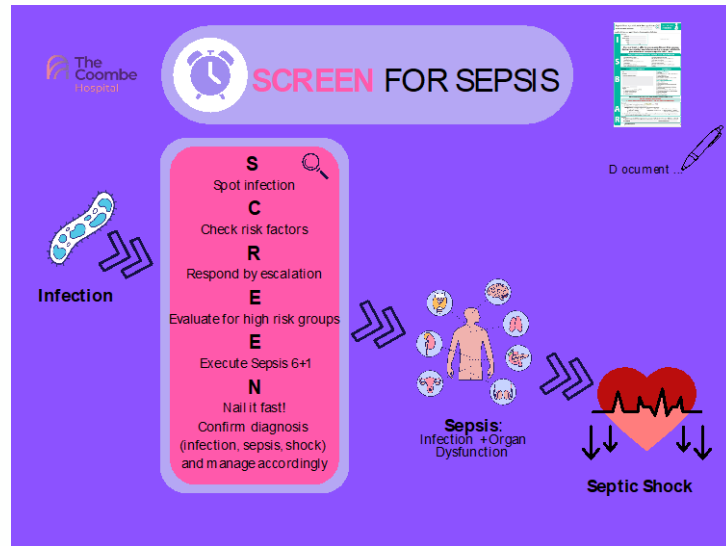 The
Coombe
Hospital
SCREEN FOR SEPSIS
I
S
B
A
R
Document ...
S
Spot infection
C
Check risk factors
R
Respond by escalation
E
Evaluate for high risk groups
E
Execute Sepsis 6+1
N
Nail it fast!
Confirm diagnosis
(infection, sepsis, shock)
and manage accordingly
Infection
Sepsis:
Infection +Organ
Dysfunction
Septic Shock